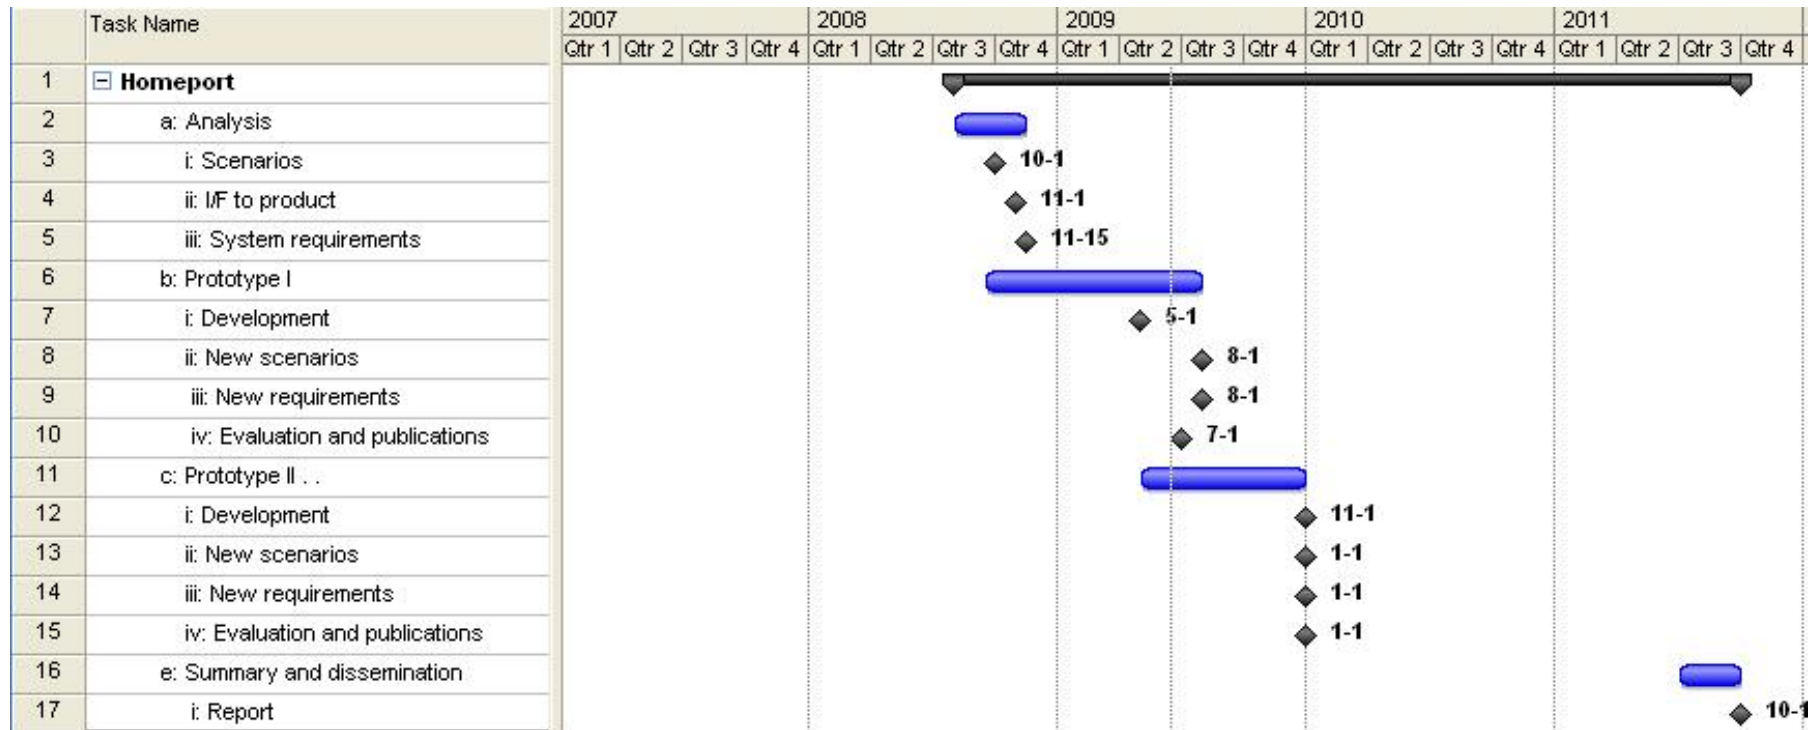 Task Name 2007 2008 2009 2010 2011
Qtr 1 Qtr 2 Qtr 3 Qtr 4 Qtr 1 Qtr 2 Qtr 3 Qtr 4 Qtr 1 Qtr 2 Qtr 3 Qtr 4 Qtr 1 Qtr 2 Qtr 3 Qtr 4 Qtr 1 Qtr 2 Qtr 3 Qtr 4
1 Homeport
2 a: Analysis
3 i: Scenarios 10-1
4 ii: I/F to product 11-1
5 iii: System requirements 11-15
6 b: Prototype I
7 i: Development 5-1
8 ii: New scenarios 8-1
9 iii: New requirements 8-1
10 iv: Evaluation and publications 7-1
11 c: Prototype II . .
12 i: Development 11-1
13 ii: New scenarios 1-1
14 iii: New requirements 1-1
15 iv: Evaluation and publications 1-1
16 e: Summary and dissemination
17 i: Report 10-1